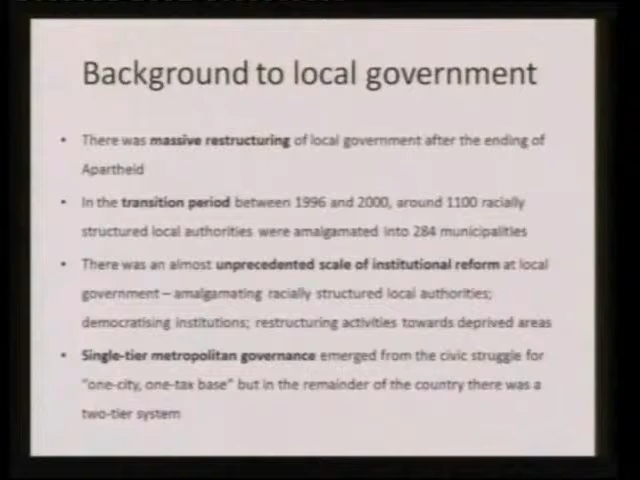 Background to local government
• There was massive restructuring of local government after the ending of
Apartheid
• In the transition period between 1996 and 2000, around 1100 racially
structured local authorities were amalgamated into 284 municipalities
• There was an almost unprecedented scale of institutional reform at local
government – amalgamating racially structured local authorities;
democratising institutions; restructuring activities towards deprived areas
• Single-tier metropolitan governance emerged from the civic struggle for
"one-city, one-tax base" but in the remainder of the country there was a
two-tier system